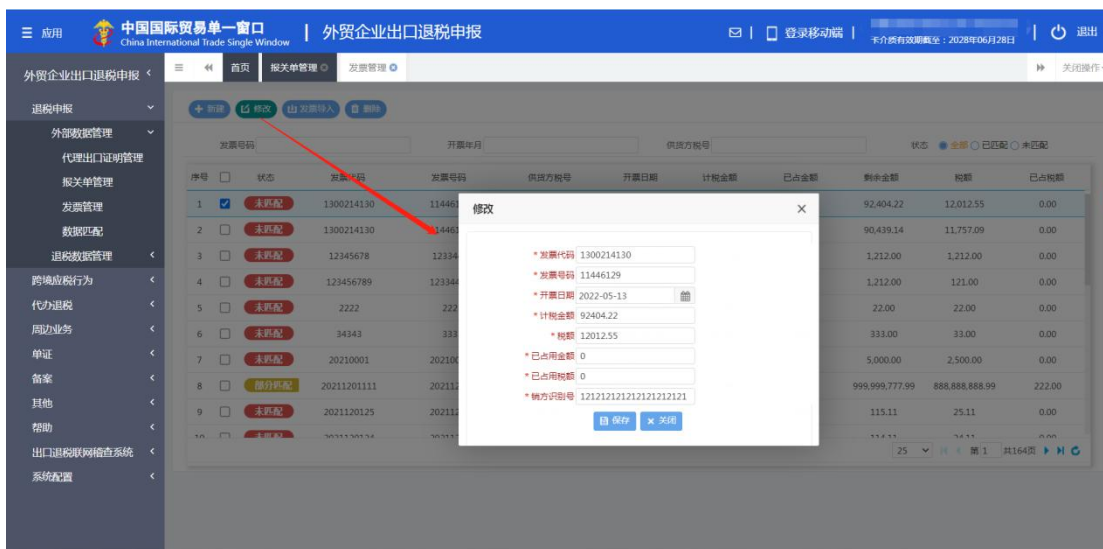 应用 中国国际贸易单一窗口 China International Trade Single Window 外贸企业出口退税申报 登录移动端 卡介质有效期截至：2028年06月28日 退出
外贸企业出口退税申报
首页 报关单管理 发票管理 关闭操作
退税申报
外部数据管理
代理出口证明管理
报关单管理
发票管理
数据匹配
退税数据管理
跨境应税行为
代办退税
周边业务
单证
备案
其他
帮助
出口退税联网稽查系统
系统配置
新建 修改 发票导入 删除
发票号码 开票年月 供货方税号 状态 全部 已匹配 未匹配
序号 状态 发票代码 发票号码 供货方税号 开票日期 计税金额 已占金额 剩余金额 税额 已占税额
1 未匹配 1300214130 92,404.22 12,012.55 0.00
2 未匹配 1300214130 90,439.14 11,757.09 0.00
3 未匹配 12345678 1,212.00 1,212.00 0.00
4 未匹配 123456789 1,212.00 121.00 0.00
5 未匹配 2222 222 22.00 22.00 0.00
6 未匹配 34343 333 333.00 33.00 0.00
7 未匹配 20210001 5,000.00 2,500.00 0.00
8 部分匹配 20211201111 999,999,777.99 888,888,888.99 222.00
9 未匹配 2021120125 115.11 25.11 0.00
修改
* 发票代码 1300214130
* 发票号码 11446129
* 开票日期 2022-05-13
* 计税金额 92404.22
* 税额 12012.55
* 已占用金额 0
* 已占用税额 0
* 销方识别号 121212121212121212121
保存 关闭
25 第 1 共164页